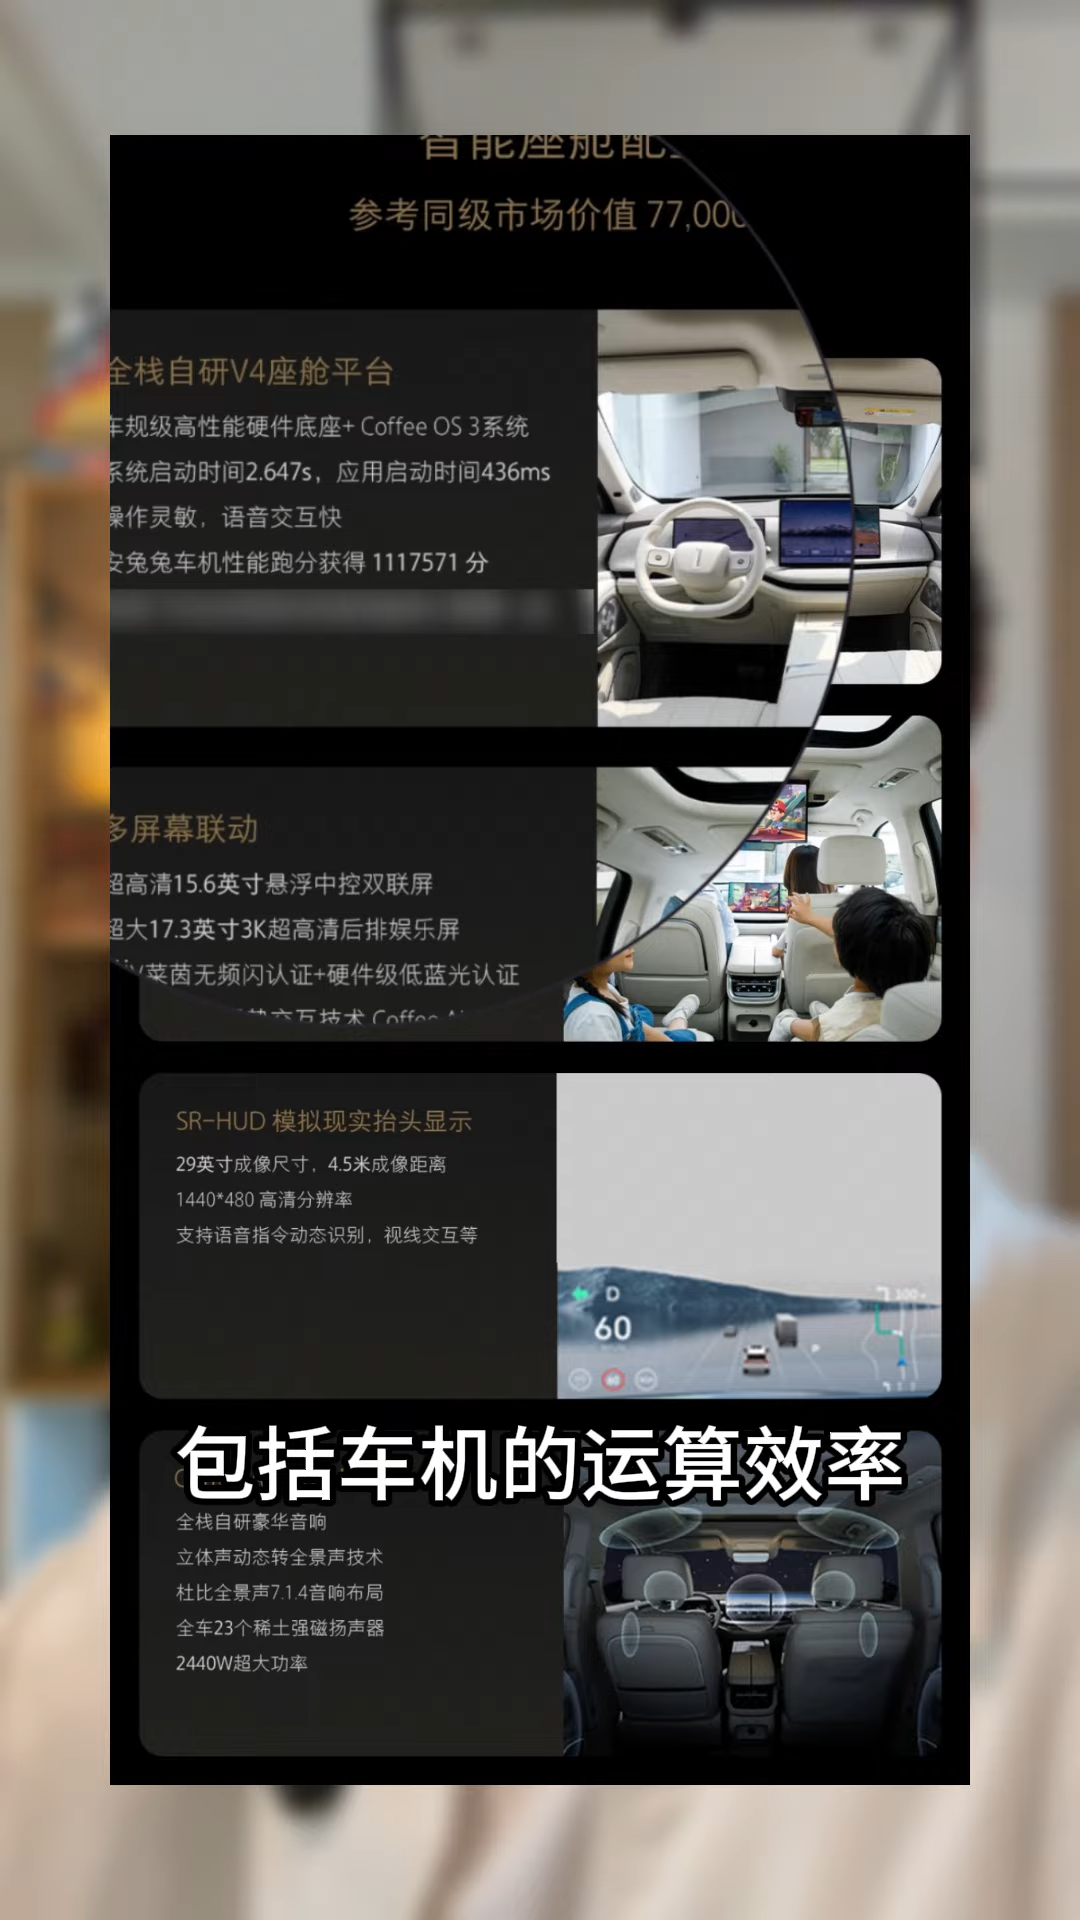 智能座舱配
参考同级市场价值 77,000
全栈自研V4座舱平台
车规级高性能硬件底座+ Coffee OS 3系统
系统启动时间2.647s，应用启动时间436ms
操作灵敏，语音交互快
安兔兔车机性能跑分获得 1117571 分
多屏幕联动
超高清15.6英寸悬浮中控双联屏
超大17.3英寸3K超高清后排娱乐屏
莱茵无频闪认证+硬件级低蓝光认证
交互技术 Coffee
SR-HUD 模拟现实抬头显示
29英寸成像尺寸，4.5米成像距离
1440*480 高清分辨率
支持语音指令动态识别，视线交互等
D
60
包括车机的运算效率
全栈自研豪华音响
立体声动态转全景声技术
杜比全景声7.1.4音响布局
全车23个稀土强磁扬声器
2440W超大功率